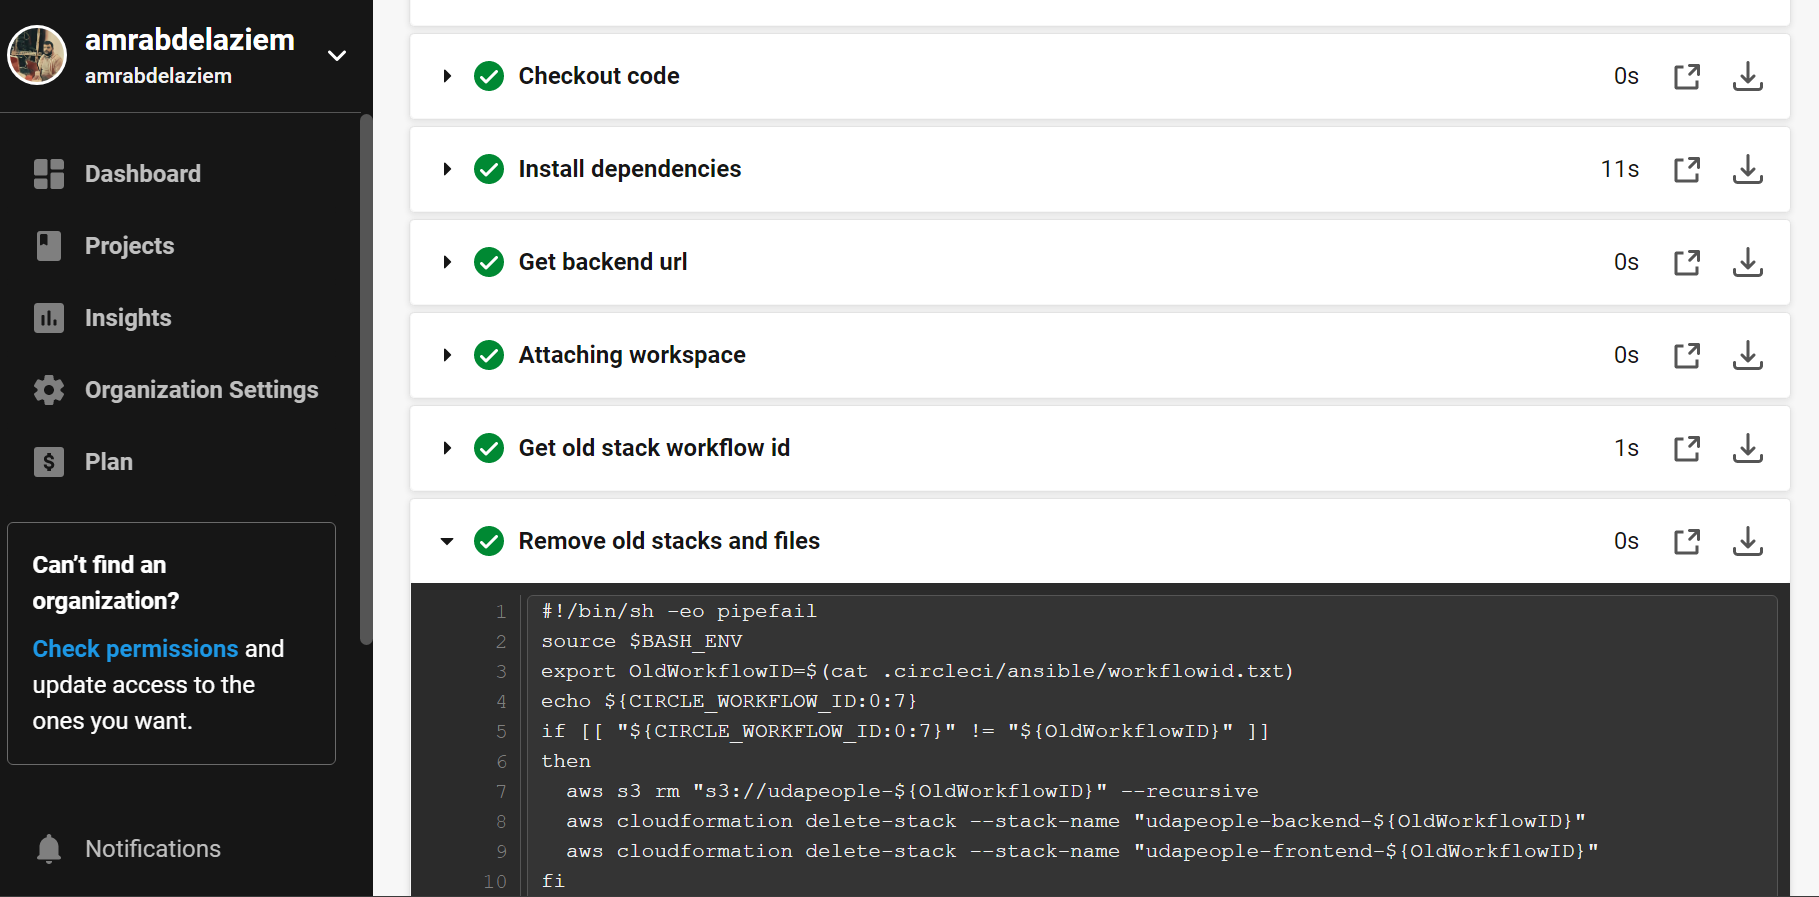 amrabdelaziem
amrabdelaziem
Dashboard
Projects
Insights
Organization Settings
Plan
Can't find an
organization?
Check permissions and
update access to the
ones you want.
Notifications
Checkout code 0s
Install dependencies 11s
Get backend url 0s
Attaching workspace 0s
Get old stack workflow id 1s
Remove old stacks and files 0s
1 #!/bin/sh -eo pipefail
2 source $BASH_ENV
3 export OldWorkflowID=$(cat .circleci/ansible/workflowid.txt)
4 echo ${CIRCLE_WORKFLOW_ID:0:7}
5 if [[ "${CIRCLE_WORKFLOW_ID:0:7}" != "${OldWorkflowID}" ]]
6 then
7 aws s3 rm "s3://udapeople-${OldWorkflowID}" --recursive
8 aws cloudformation delete-stack --stack-name "udapeople-backend-${OldWorkflowID}"
9 aws cloudformation delete-stack --stack-name "udapeople-frontend-${OldWorkflowID}"
10 fi